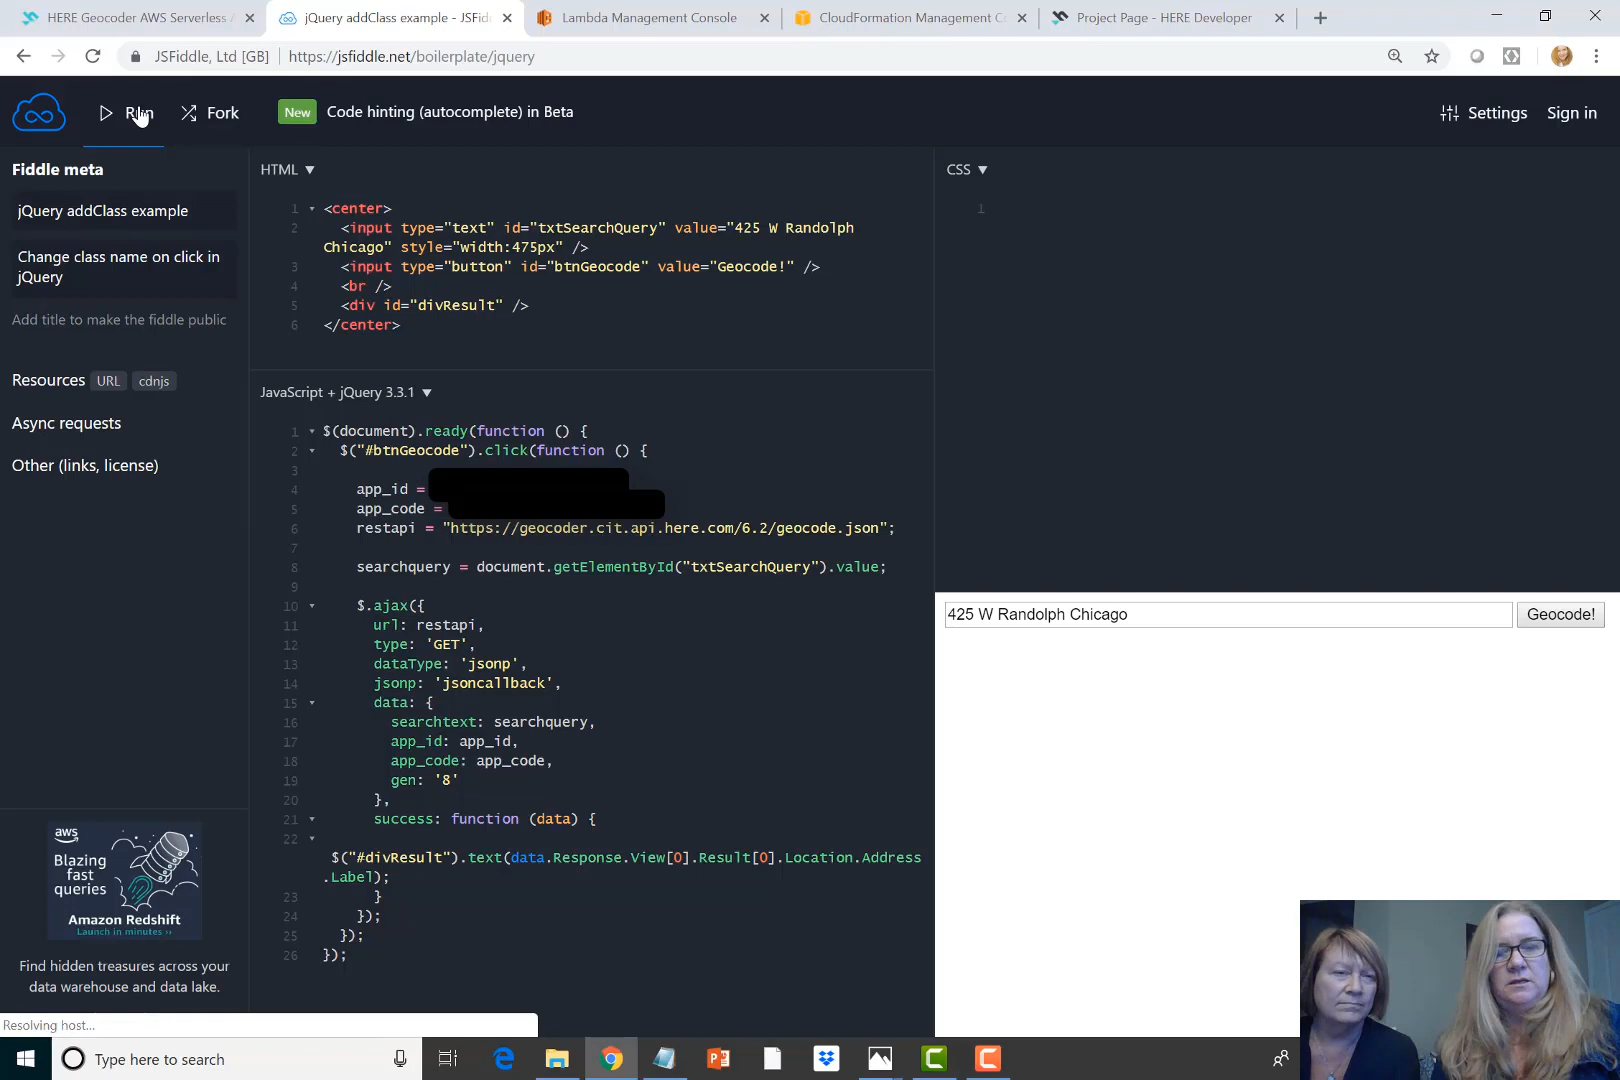 HERE Geocoder AWS Serverless
jQuery addClass example - JSFid
Lambda Management Console
CloudFormation Management C
Project Page - HERE Developer
JSFiddle, Ltd [GB]
https://jsfiddle.net/boilerplate/jquery
Run
Fork
New
Code hinting (autocomplete) in Beta
Settings
Sign in
Fiddle meta
jQuery addClass example
Change class name on click in
jQuery
Add title to make the fiddle public
Resources URL cdnjs
Async requests
Other (links, license)
aws
Blazing
fast
queries
Amazon Redshift
Launch in minutes ››
Find hidden treasures across your
data warehouse and data lake.
Resolving host...
HTML
1 <center>
2 <input type="text" id="txtSearchQuery" value="425 W Randolph
Chicago" style="width:475px" />
3 <input type="button" id="btnGeocode" value="Geocode!" />
4 <br />
5 <div id="divResult" />
6 </center>
CSS
1
JavaScript + jQuery 3.3.1
1 $(document).ready(function () {
2 $("#btnGeocode").click(function () {
3
4 app_id =
5 app_code =
6 restapi = "https://geocoder.cit.api.here.com/6.2/geocode.json";
7
8 searchquery = document.getElementById("txtSearchQuery").value;
9
10 $.ajax({
11 url: restapi,
12 type: 'GET',
13 dataType: 'jsonp',
14 jsonp: 'jsoncallback',
15 data: {
16 searchtext: searchquery,
17 app_id: app_id,
18 app_code: app_code,
19 gen: '8'
20 },
21 success: function (data) {
22
$("#divResult").text(data.Response.View[0].Result[0].Location.Address
.Label);
23 }
24 });
25 });
26 });
425 W Randolph Chicago
Geocode!
Type here to search